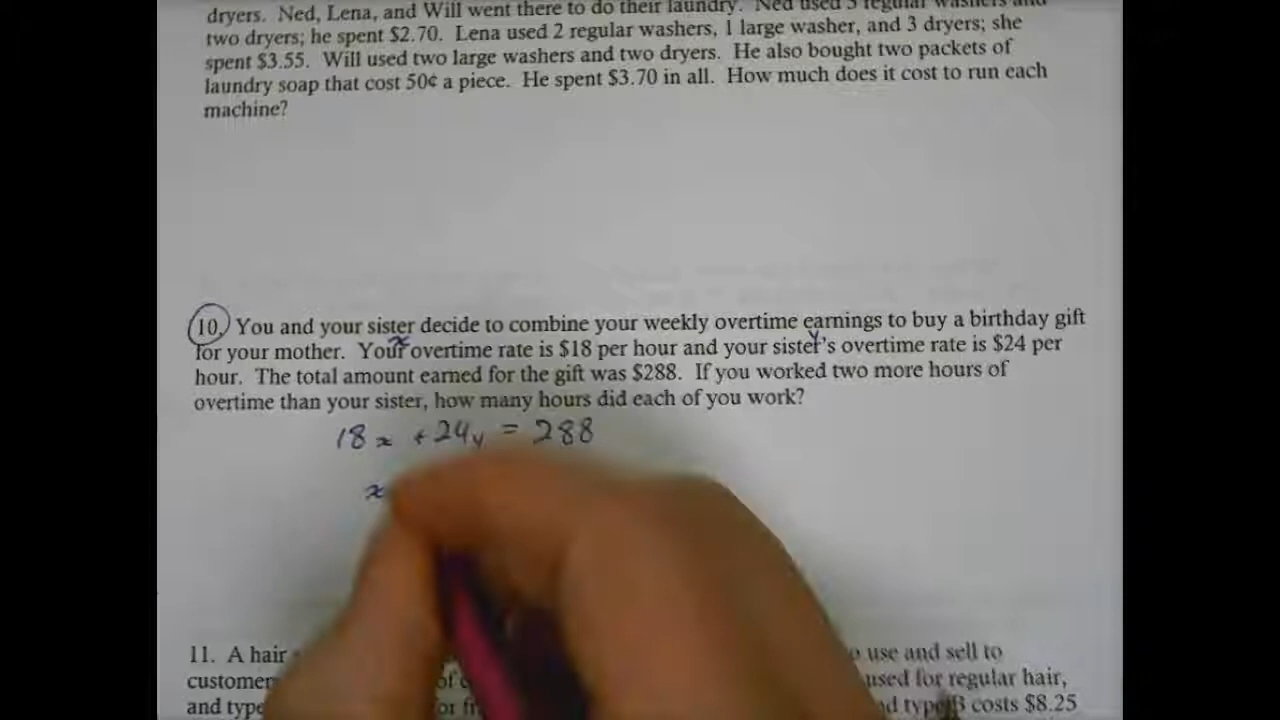 dryers. Ned, Lena, and Will went there to do their laundry. Ned used 3 regular washers and
two dryers; he spent $2.70. Lena used 2 regular washers, 1 large washer, and 3 dryers; she
spent $3.55. Will used two large washers and two dryers. He also bought two packets of
laundry soap that cost 50¢ a piece. He spent $3.70 in all. How much does it cost to run each
machine?
10. You and your sister decide to combine your weekly overtime earnings to buy a birthday gift
x y
for your mother. Your overtime rate is $18 per hour and your sister's overtime rate is $24 per
hour. The total amount earned for the gift was $288. If you worked two more hours of
overtime than your sister, how many hours did each of you work?
18x + 24y = 288
x
11. A hair use and sell to
customer used for regular hair,
and type costs $8.25